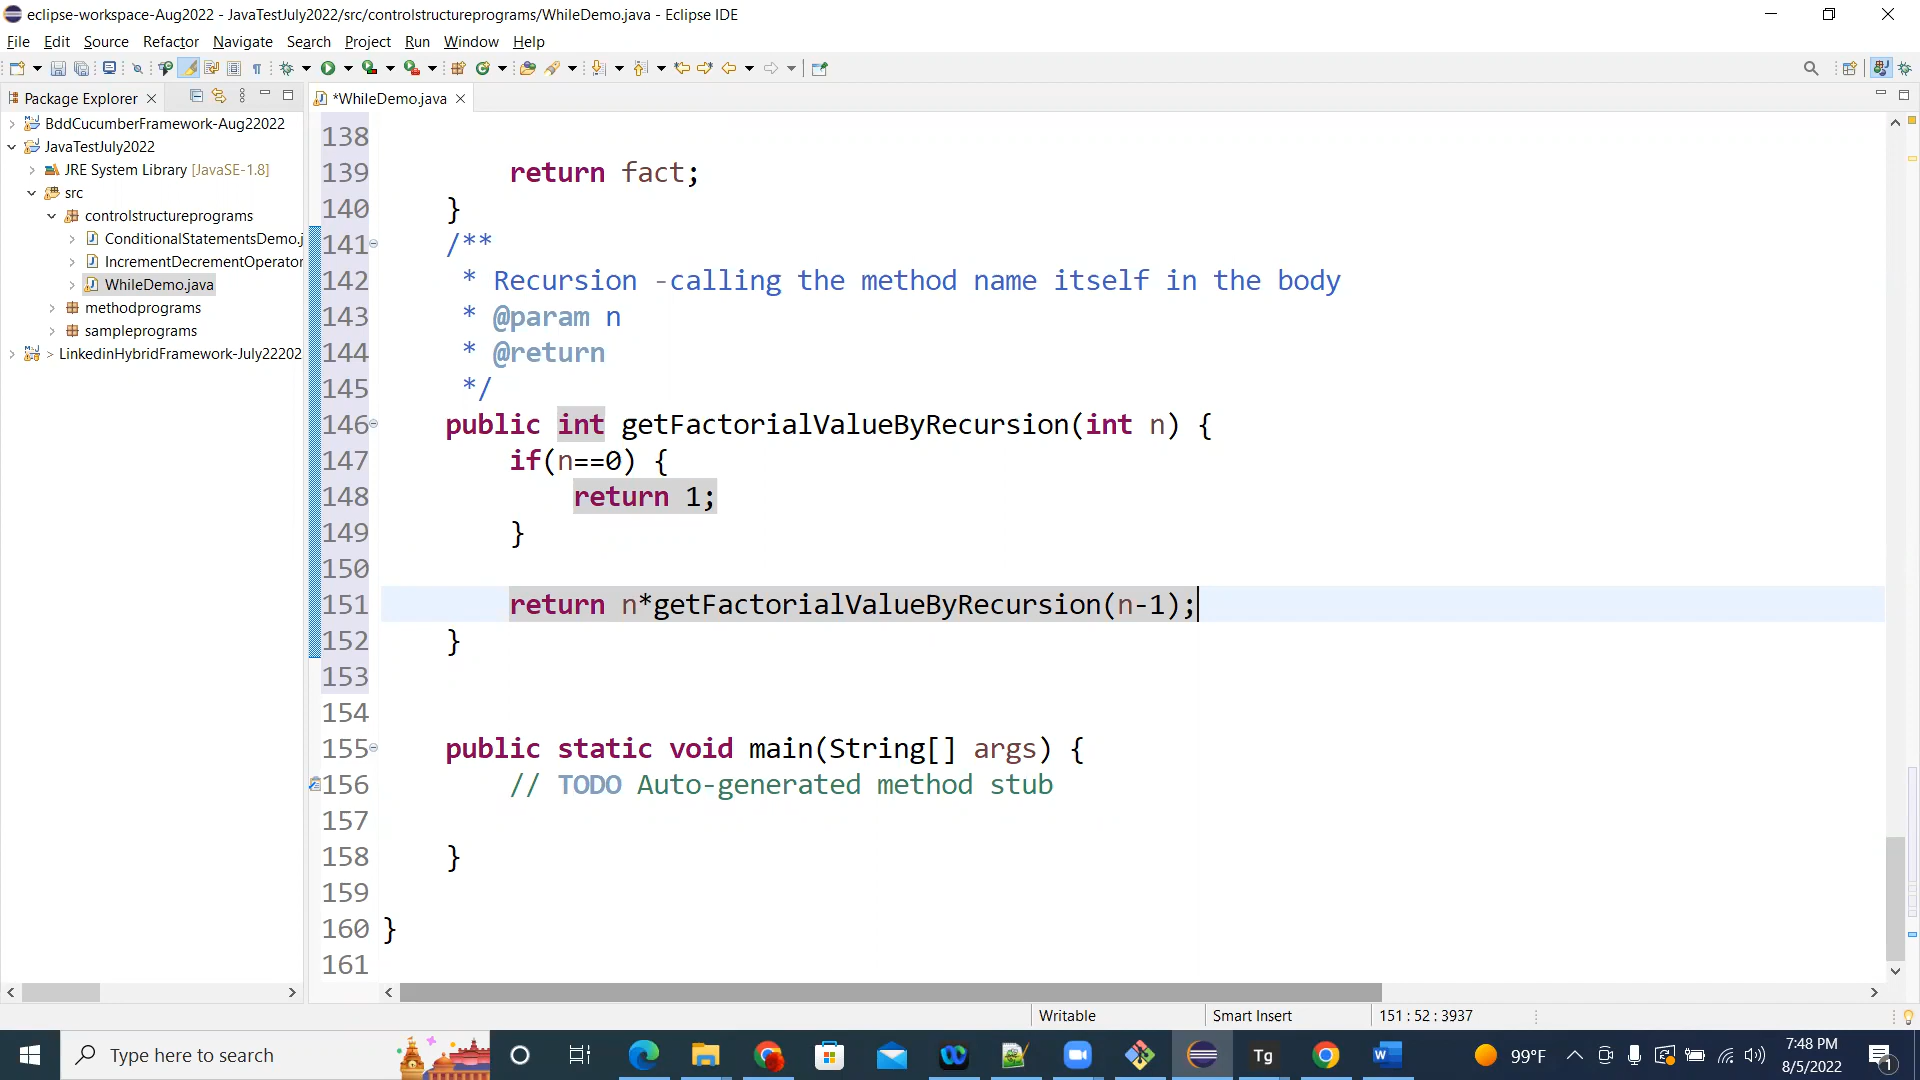 eclipse-workspace-Aug2022 - JavaTestJuly2022/src/controlstructureprograms/WhileDemo.java - Eclipse IDE
File Edit Source Refactor Navigate Search Project Run Window Help
Package Explorer
*WhileDemo.java
BddCucumberFramework-Aug22022
JavaTestJuly2022
JRE System Library [JavaSE-1.8]
src
controlstructureprograms
ConditionalStatementsDemo.j
IncrementDecrementOperator
WhileDemo.java
methodprograms
sampleprograms
> LinkedinHybridFramework-July22202
138
139 return fact;
140 }
141 /**
142 * Recursion -calling the method name itself in the body
143 * @param n
144 * @return
145 */
146 public int getFactorialValueByRecursion(int n) {
147 if(n==0) {
148 return 1;
149 }
150
151 return n*getFactorialValueByRecursion(n-1);
152 }
153
154
155 public static void main(String[] args) {
156 // TODO Auto-generated method stub
157
158 }
159
160 }
161
Writable Smart Insert 151 : 52 : 3937
Type here to search
Tg
99°F
7:48 PM
8/5/2022
1